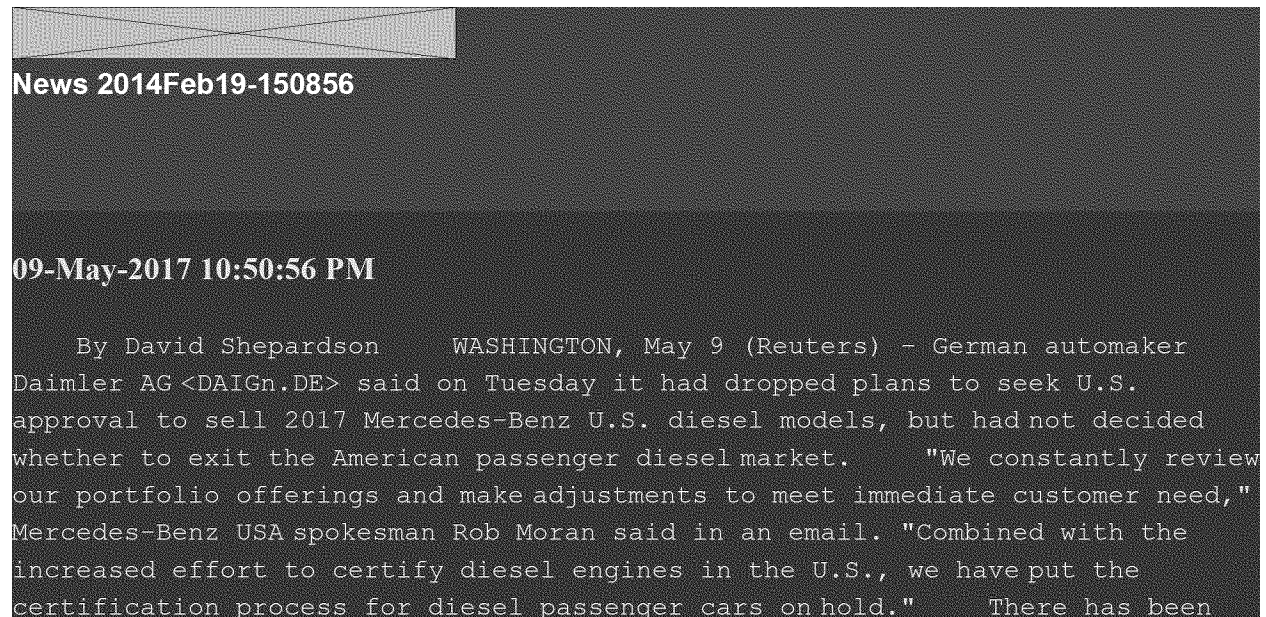 News 2014Feb19-150856
09-May-2017 10:50:56 PM
By David Shepardson     WASHINGTON, May 9 (Reuters) - German automaker
Daimler AG <DAIGn.DE> said on Tuesday it had dropped plans to seek U.S.
approval to sell 2017 Mercedes-Benz U.S. diesel models, but had not decided
whether to exit the American passenger diesel market.     "We constantly review
our portfolio offerings and make adjustments to meet immediate customer need,"
Mercedes-Benz USA spokesman Rob Moran said in an email. "Combined with the
increased effort to certify diesel engines in the U.S., we have put the
certification process for diesel passenger cars on hold."     There has been